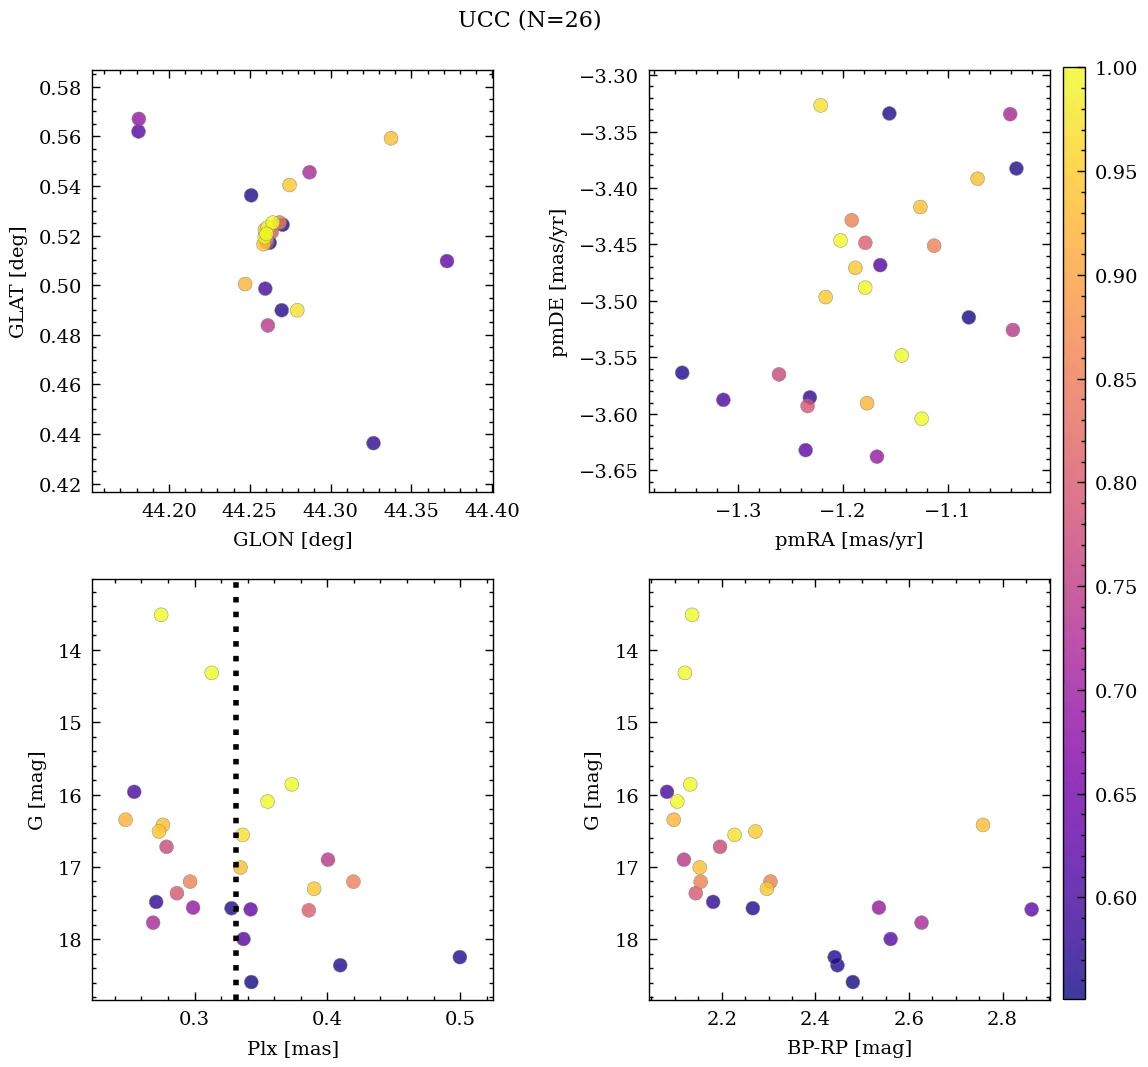 UCC (N=26)
0.58
0.56
0.54
0.52
0.50
0.48
0.46
0.44
0.42
GLAT [deg]
44.20 44.25 44.30 44.35 44.40
GLON [deg]
−3.30
−3.35
−3.40
−3.45
−3.50
−3.55
−3.60
−3.65
pmDE [mas/yr]
−1.3 −1.2 −1.1
pmRA [mas/yr]
1.00
0.95
0.90
0.85
0.80
0.75
0.70
0.65
0.60
14
15
16
17
18
G [mag]
0.3 0.4 0.5
Plx [mas]
14
15
16
17
18
G [mag]
2.2 2.4 2.6 2.8
BP-RP [mag]